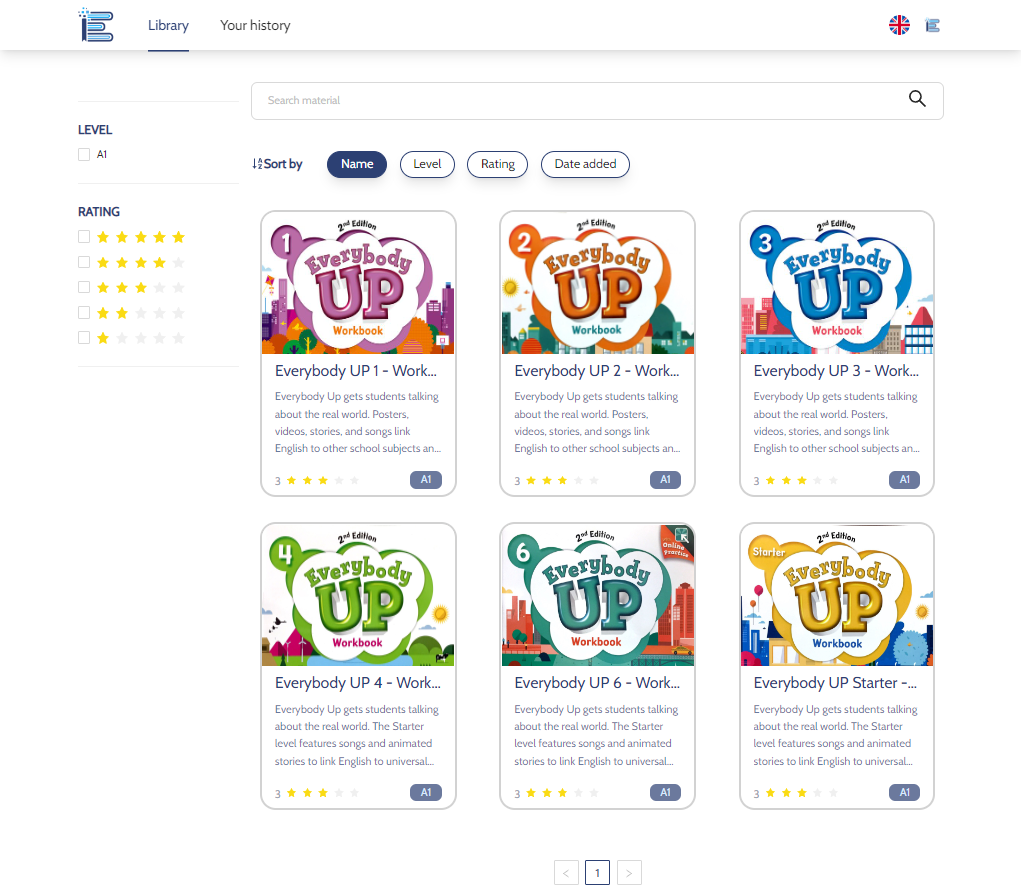 Library
Your history
Search material
LEVEL
A1
RATING
Sort by
Name
Level
Rating
Date added
1
2nd Edition
Everybody
UP
Workbook
Everybody UP 1 - Work...
Everybody Up gets students talking
about the real world. Posters,
videos, stories, and songs link
English to other school subjects an...
3
A1
2
2nd Edition
Everybody
UP
Workbook
Everybody UP 2 - Work...
Everybody Up gets students talking
about the real world. Posters,
videos, stories, and songs link
English to other school subjects an...
3
A1
3
2nd Edition
Everybody
UP
Workbook
Everybody UP 3 - Work...
Everybody Up gets students talking
about the real world. Posters,
videos, stories, and songs link
English to other school subjects an...
3
A1
4
2nd Edition
Everybody
UP
Workbook
Everybody UP 4 - Work...
Everybody Up gets students talking
about the real world. The Starter
level features songs and animated
stories to link English to universal...
3
A1
6
2nd Edition
Online
Practice
Everybody
UP
Workbook
Everybody UP 6 - Work...
Everybody Up gets students talking
about the real world. The Starter
level features songs and animated
stories to link English to universal...
3
A1
Starter
2nd Edition
Everybody
UP
Workbook
Everybody UP Starter -...
Everybody Up gets students talking
about the real world. The Starter
level features songs and animated
stories to link English to universal...
3
A1
< 1 >